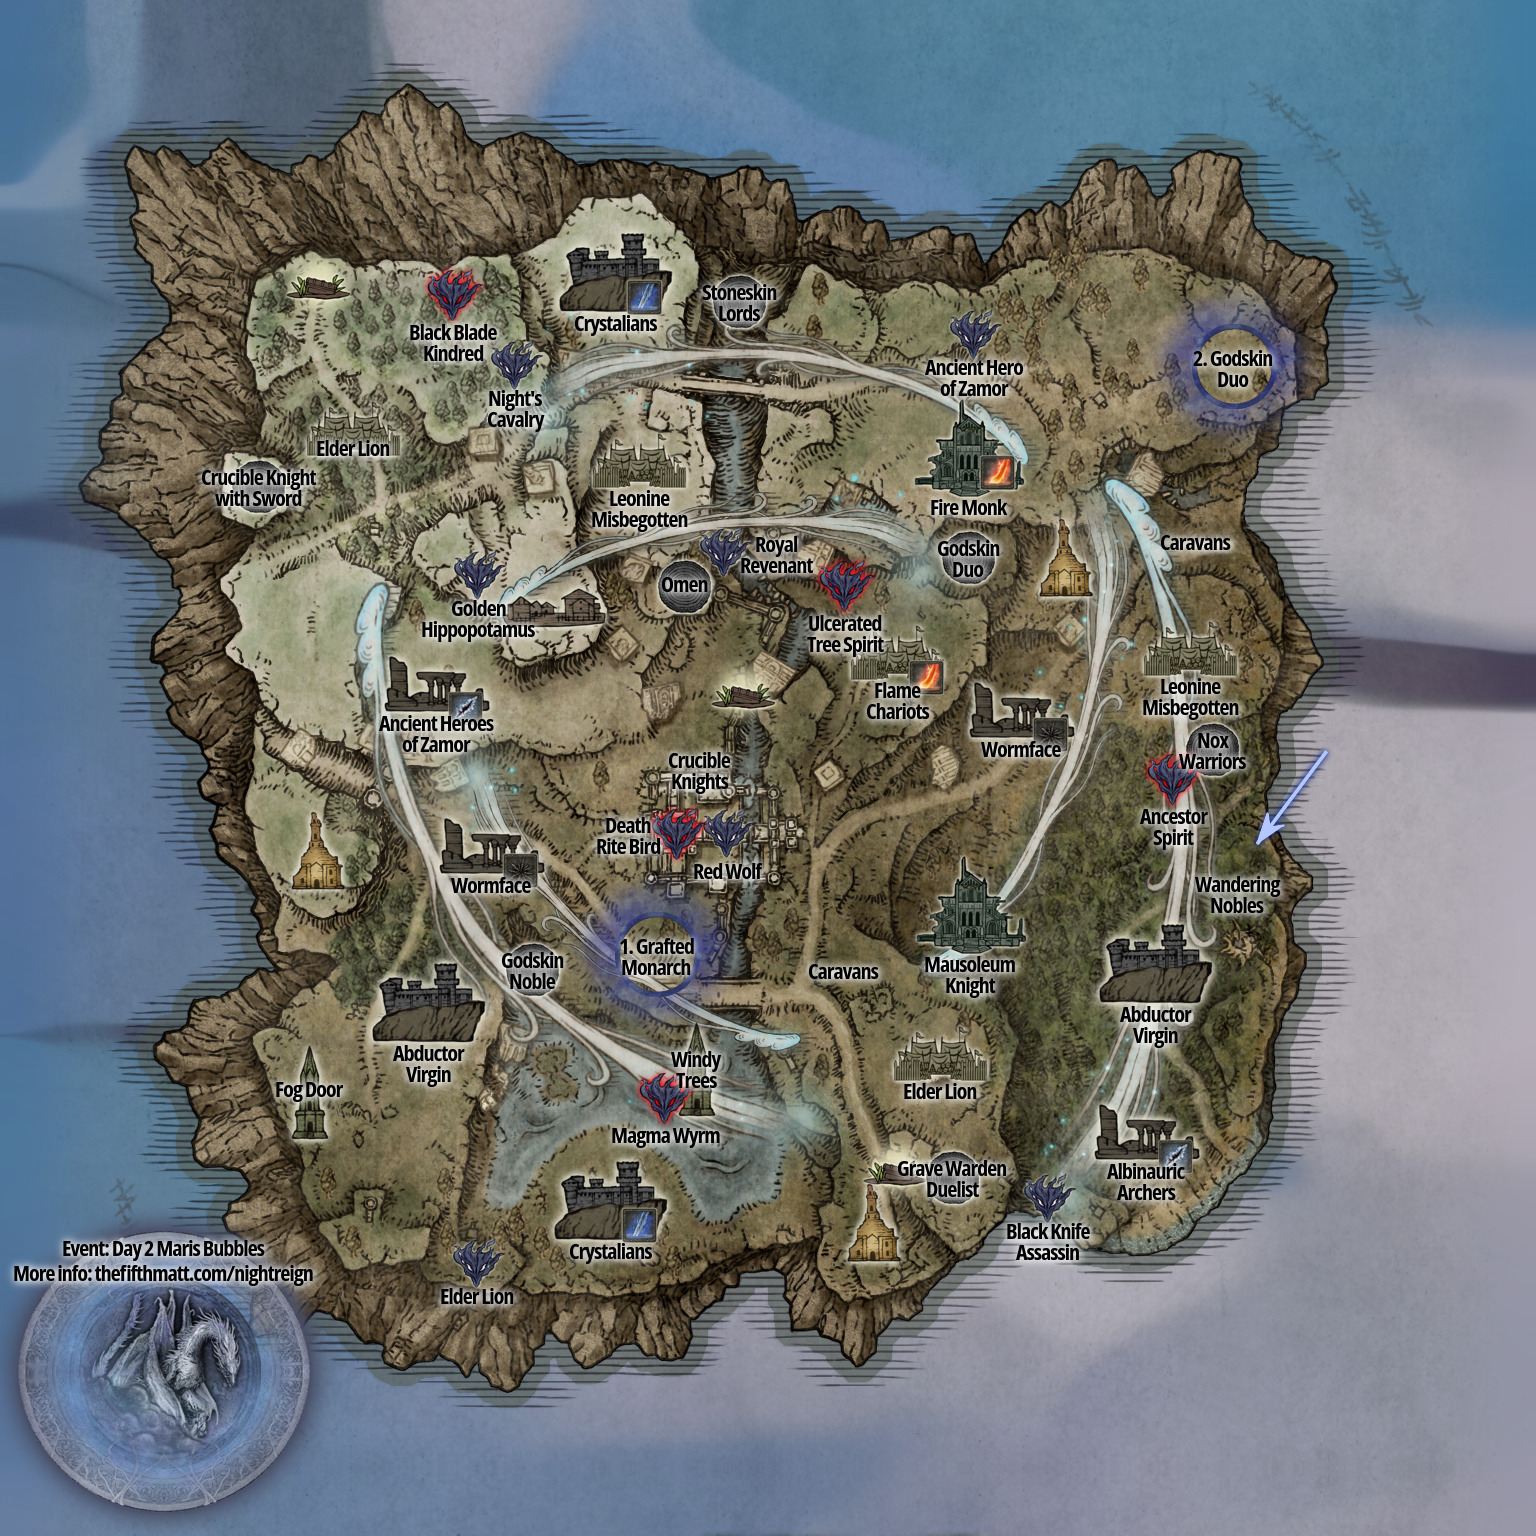 Stoneskin
Lords
Crystalians
Black Blade
Kindred
Night's
Cavalry
Ancient Hero
of Zamor
2. Godskin
Duo
Elder Lion
Crucible Knight
with Sword
Leonine
Misbegotten
Fire Monk
Royal
Revenant
Godskin
Duo
Caravans
Omen
Golden
Hippopotamus
Ulcerated
Tree Spirit
Flame
Chariots
Leonine
Misbegotten
Ancient Heroes
of Zamor
Wormface
Nox
Warriors
Crucible
Knights
Ancestor
Spirit
Death
Rite Bird
Red Wolf
Wormface
Wandering
Nobles
1. Grafted
Monarch
Godskin
Noble
Caravans
Mausoleum
Knight
Abductor
Virgin
Abductor
Virgin
Windy
Trees
Fog Door
Elder Lion
Magma Wyrm
Grave Warden
Duelist
Albinauric
Archers
Black Knife
Assassin
Crystalians
Elder Lion
Event: Day 2 Maris Bubbles
More info: thefifthmatt.com/nightreign